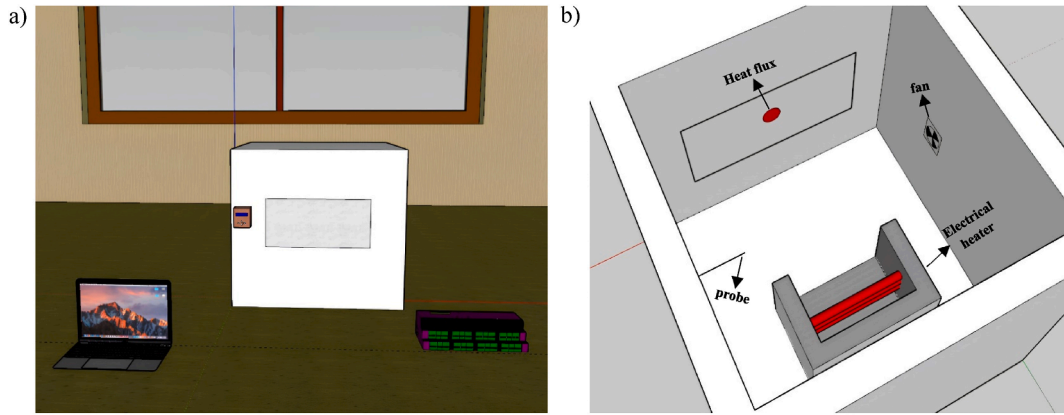 a)
b)
Heat flux
fan
Electrical
heater
probe